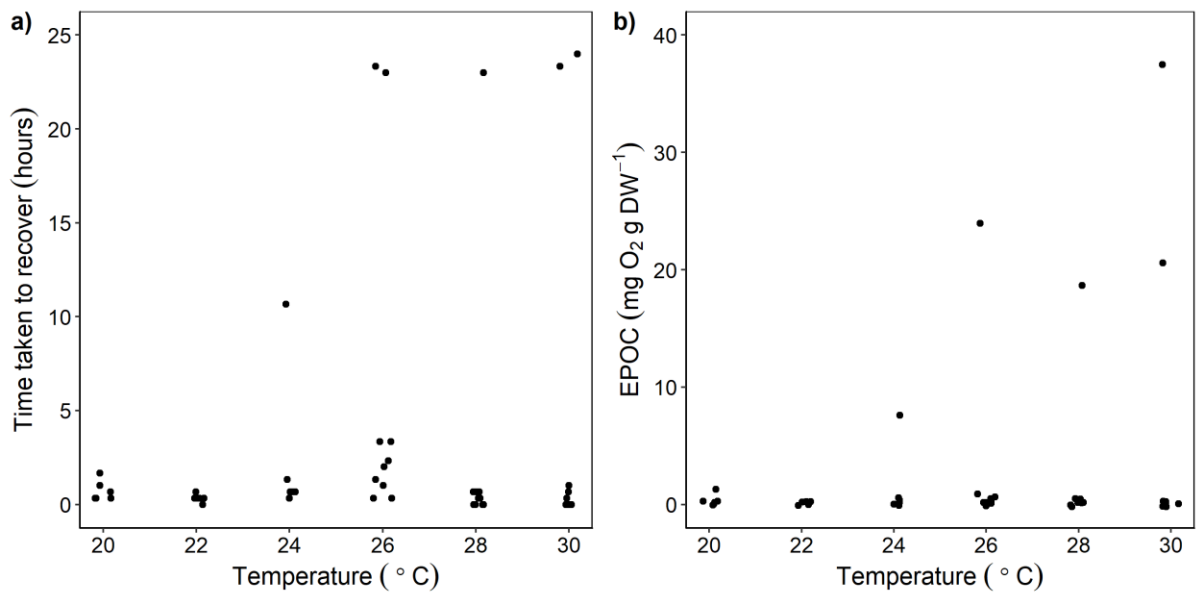 a)
Time taken to recover (hours)
25
20
15
10
5
0
20 22 24 26 28 30
Temperature ( ° C)
b)
EPOC (mg O₂ g DW⁻¹)
40
30
20
10
0
20 22 24 26 28 30
Temperature ( ° C)